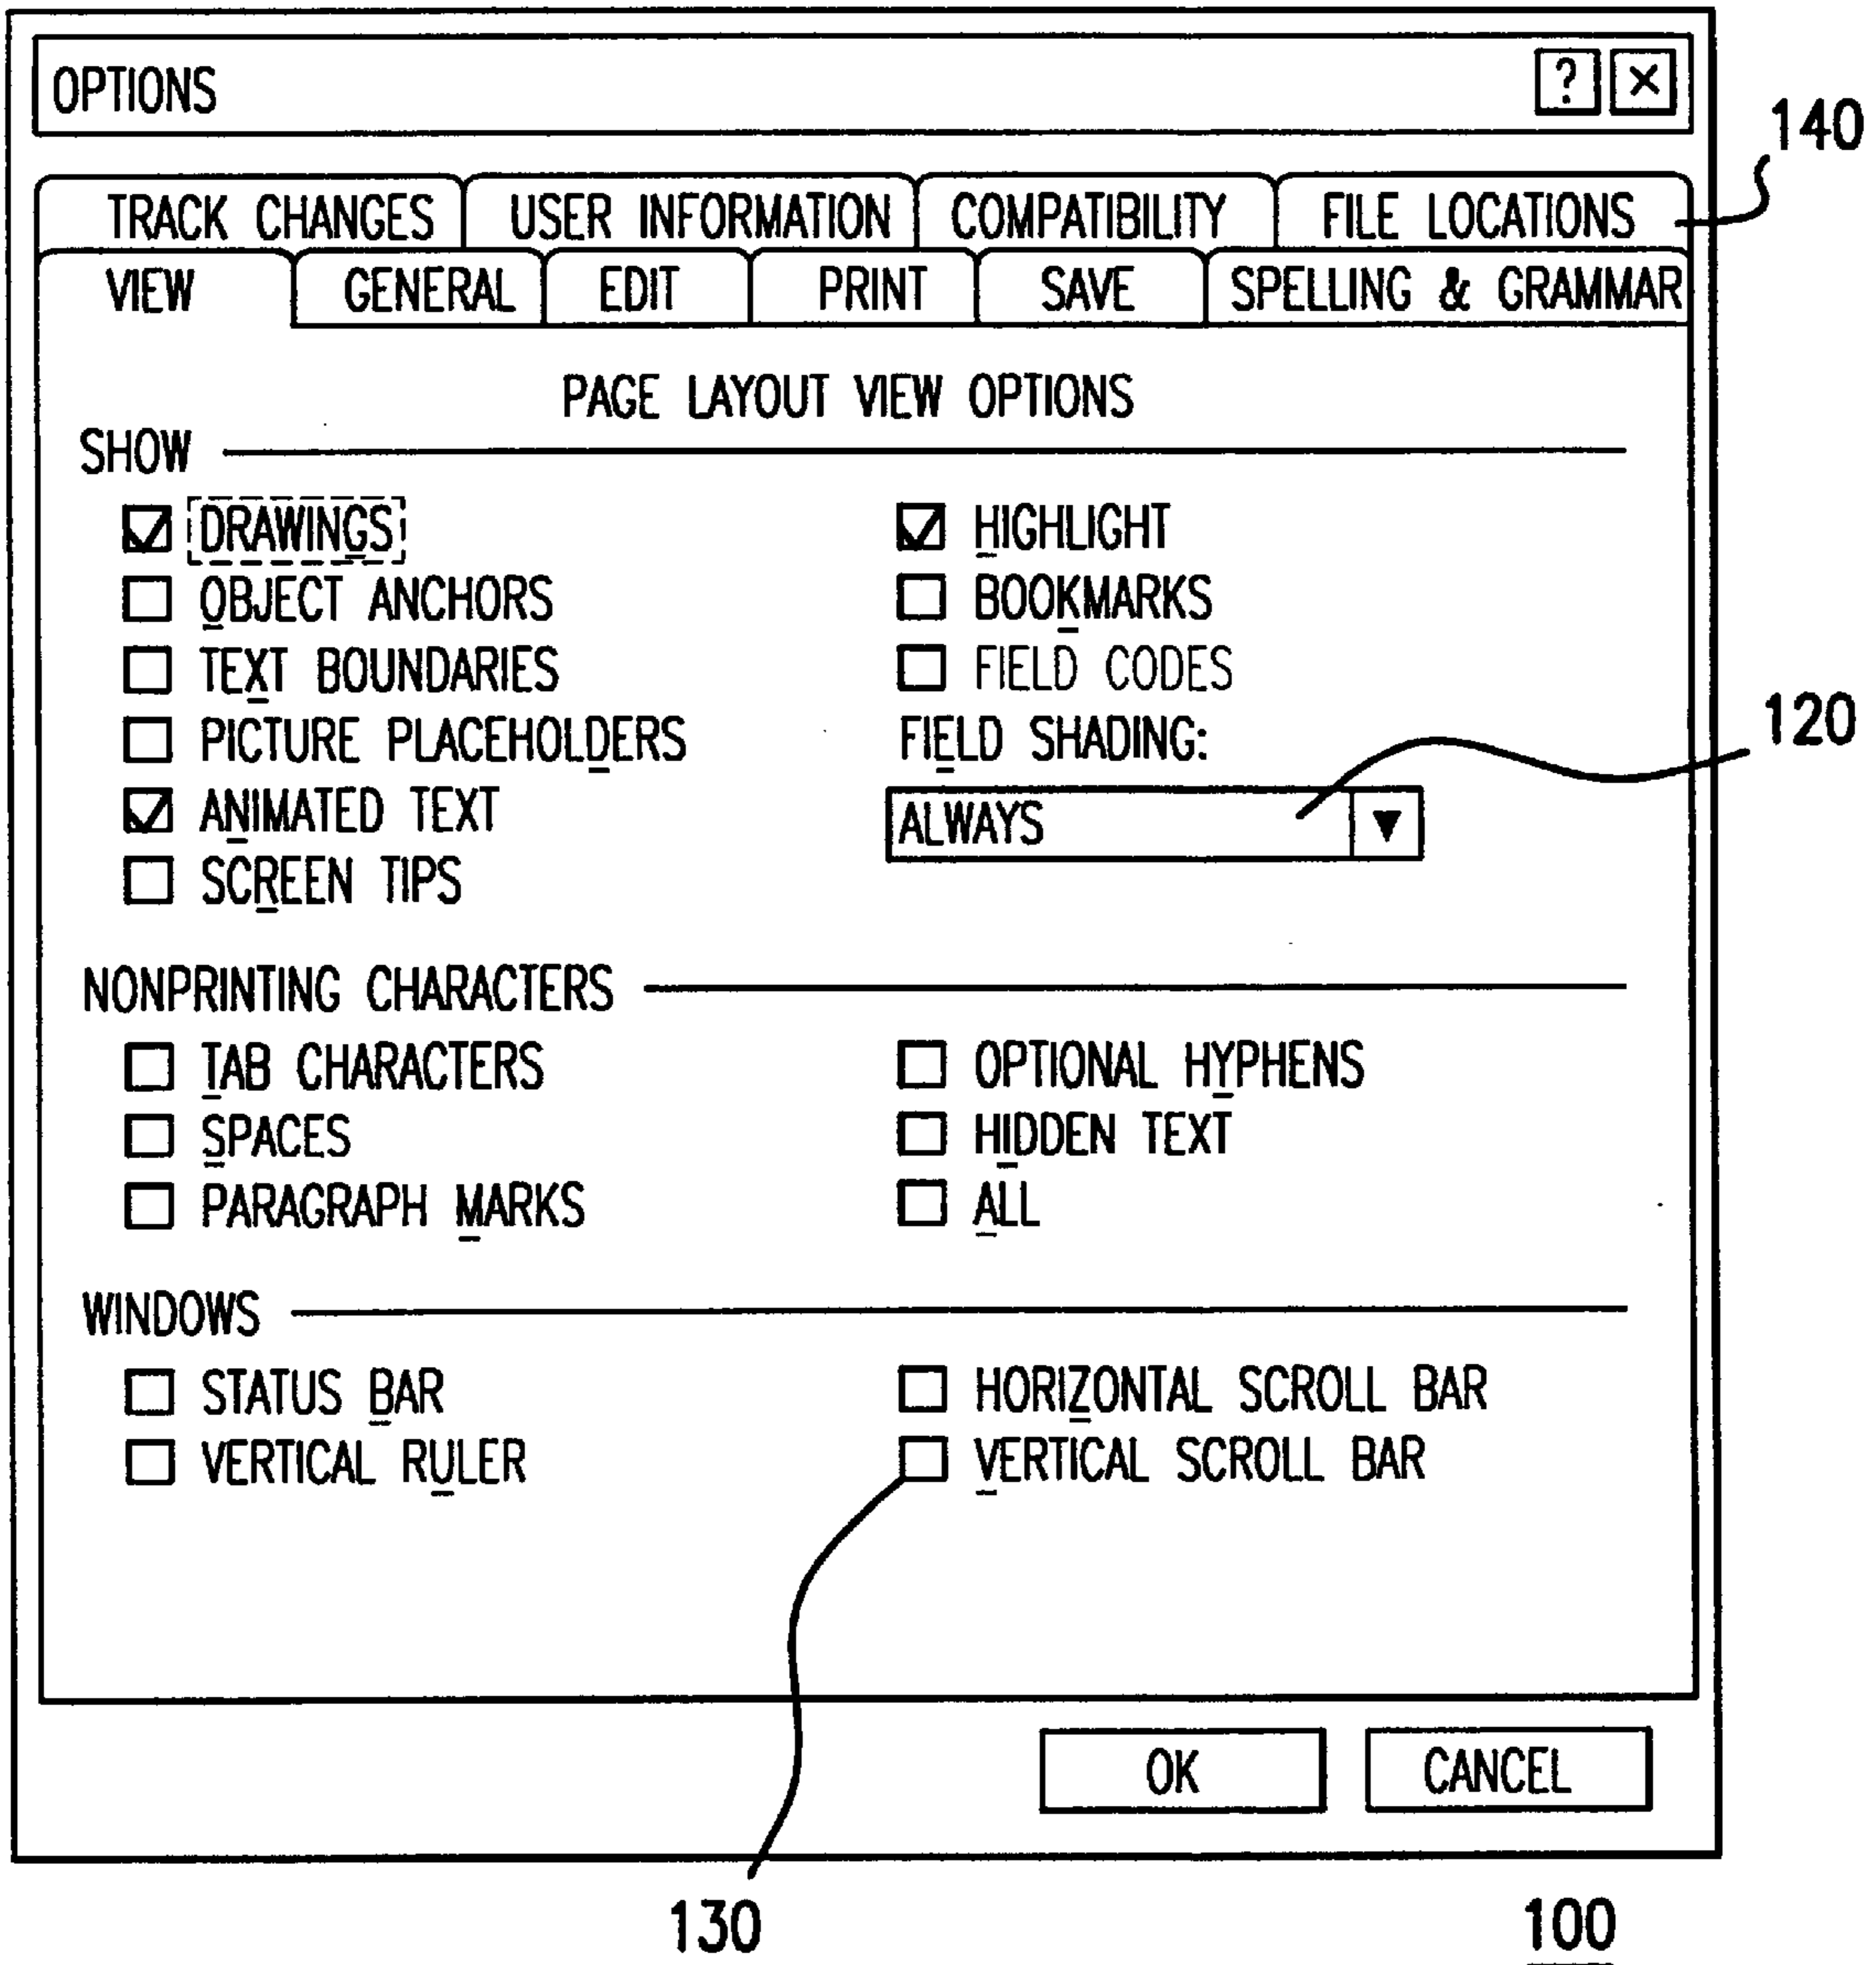 OPTIONS ? X
140
TRACK CHANGES USER INFORMATION COMPATIBILITY FILE LOCATIONS
VIEW GENERAL EDIT PRINT SAVE SPELLING & GRAMMAR
PAGE LAYOUT VIEW OPTIONS
SHOW
DRAWINGS HIGHLIGHT
OBJECT ANCHORS BOOKMARKS
TEXT BOUNDARIES FIELD CODES
PICTURE PLACEHOLDERS FIELD SHADING:
120
ANIMATED TEXT ALWAYS
SCREEN TIPS
NONPRINTING CHARACTERS
TAB CHARACTERS OPTIONAL HYPHENS
SPACES HIDDEN TEXT
PARAGRAPH MARKS ALL
WINDOWS
STATUS BAR HORIZONTAL SCROLL BAR
VERTICAL RULER VERTICAL SCROLL BAR
OK CANCEL
130 100